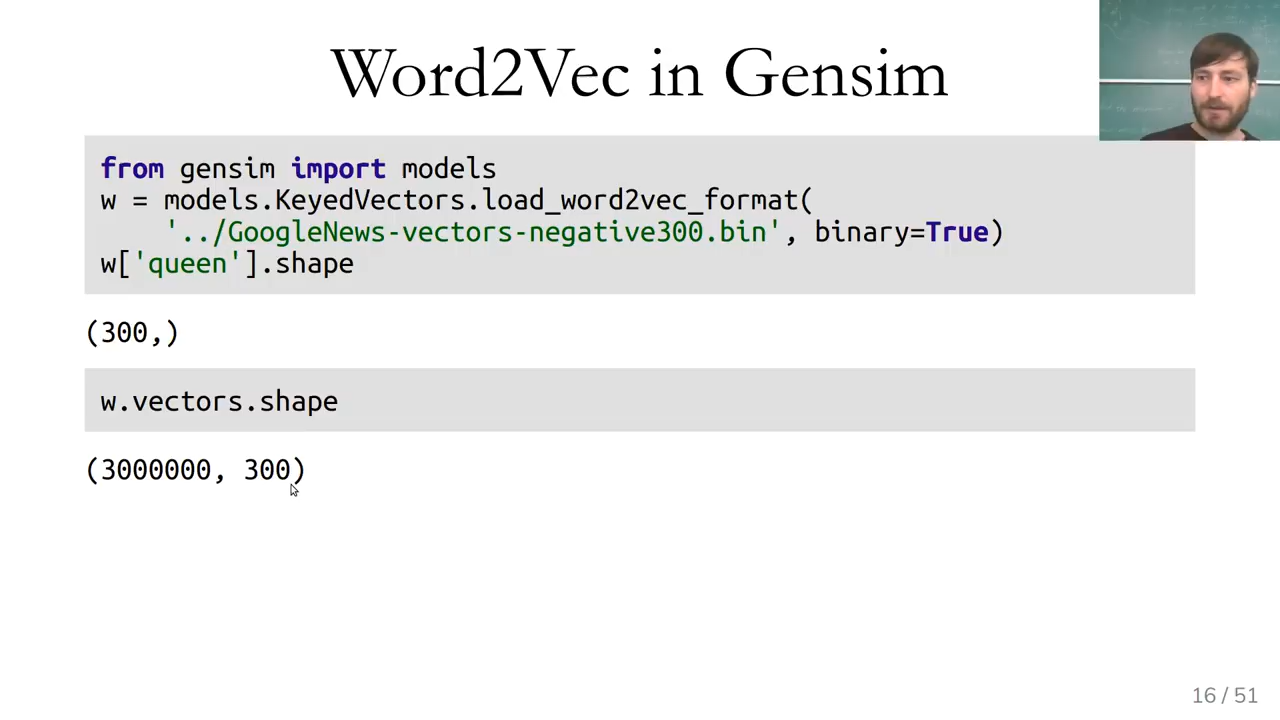 Word2Vec in Gensim
from gensim import models
w = models.KeyedVectors.load_word2vec_format(
'../GoogleNews-vectors-negative300.bin', binary=True)
w['queen'].shape
(300,)
w.vectors.shape
(3000000, 300)
16 / 51